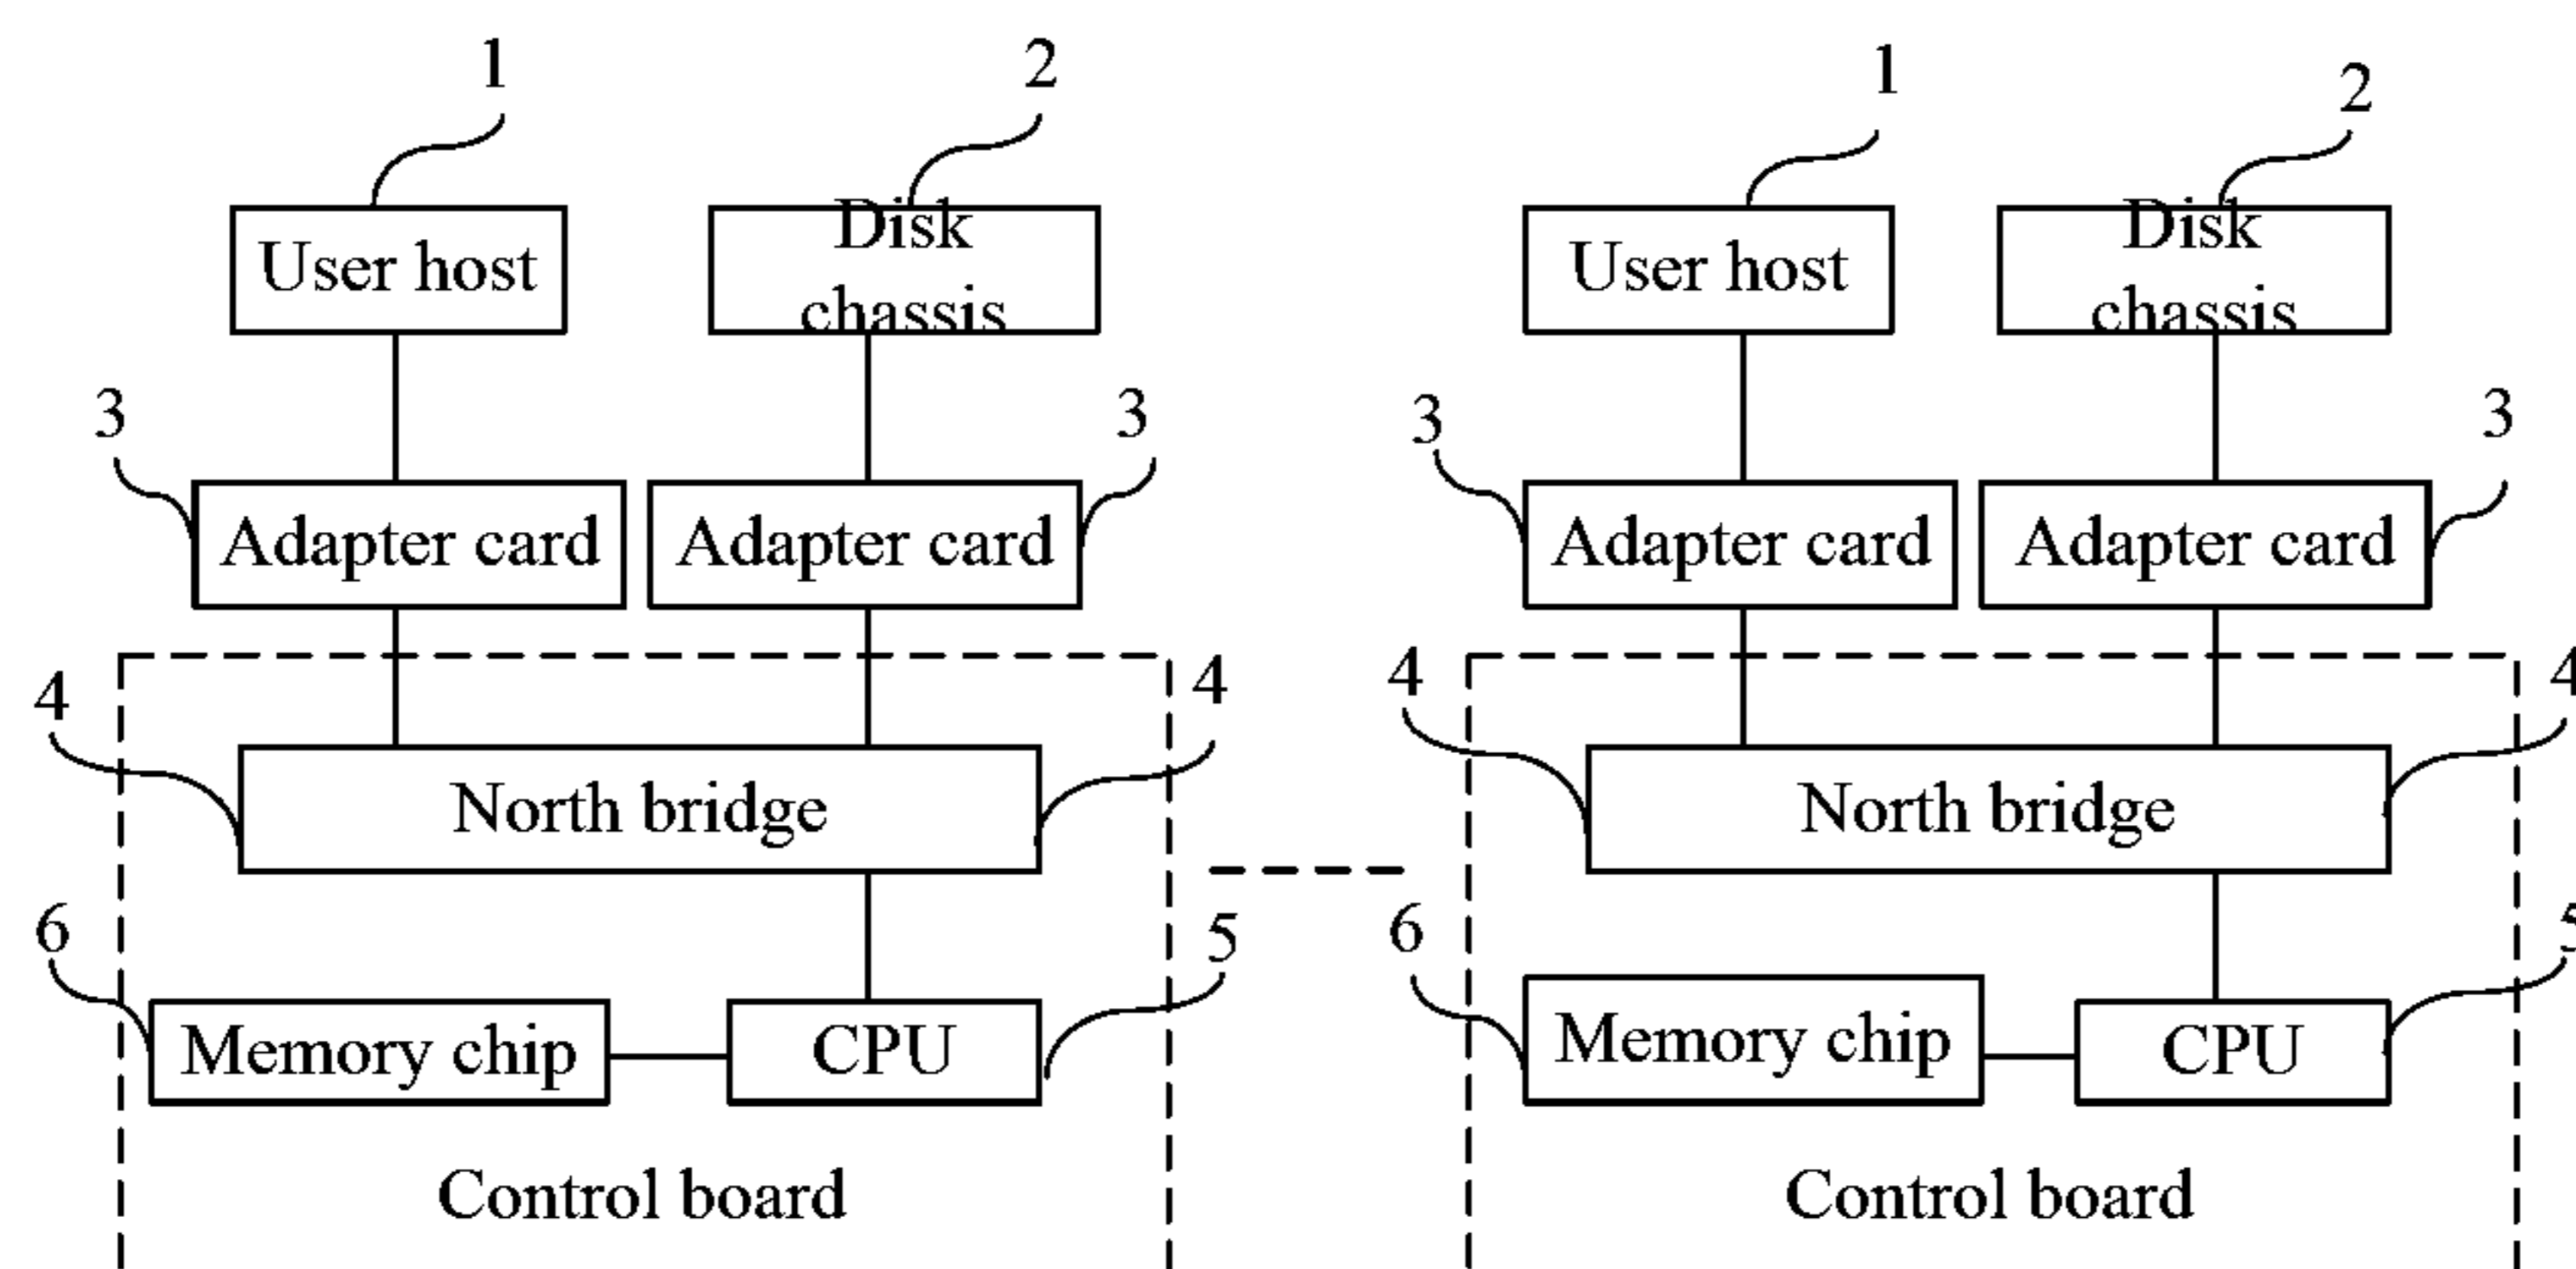 1
2
1
2
User host
Disk
chassis
User host
Disk
chassis
3
3
3
3
Adapter card
Adapter card
Adapter card
Adapter card
4
4
4
4
North bridge
North bridge
6
5
6
5
Memory chip
CPU
Memory chip
CPU
Control board
Control board